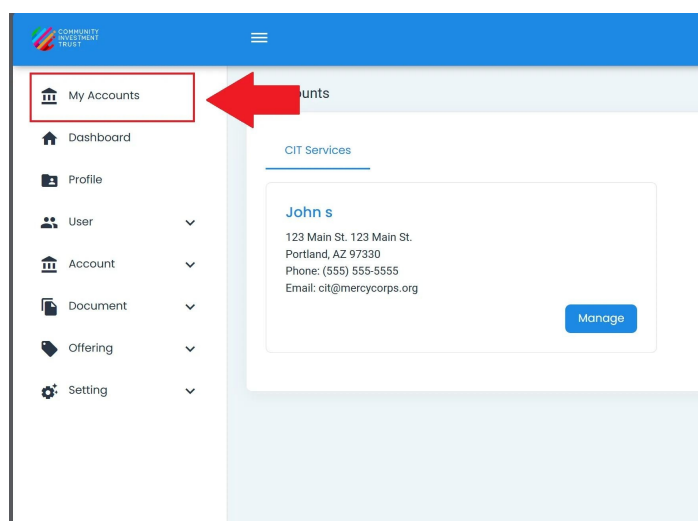 COMMUNITY
INVESTMENT
TRUST
My Accounts
Dashboard
Profile
User
Account
Document
Offering
Setting
CIT Services
John s
123 Main St. 123 Main St.
Portland, AZ 97330
Phone: (555) 555-5555
Email: cit@mercycorps.org
Manage